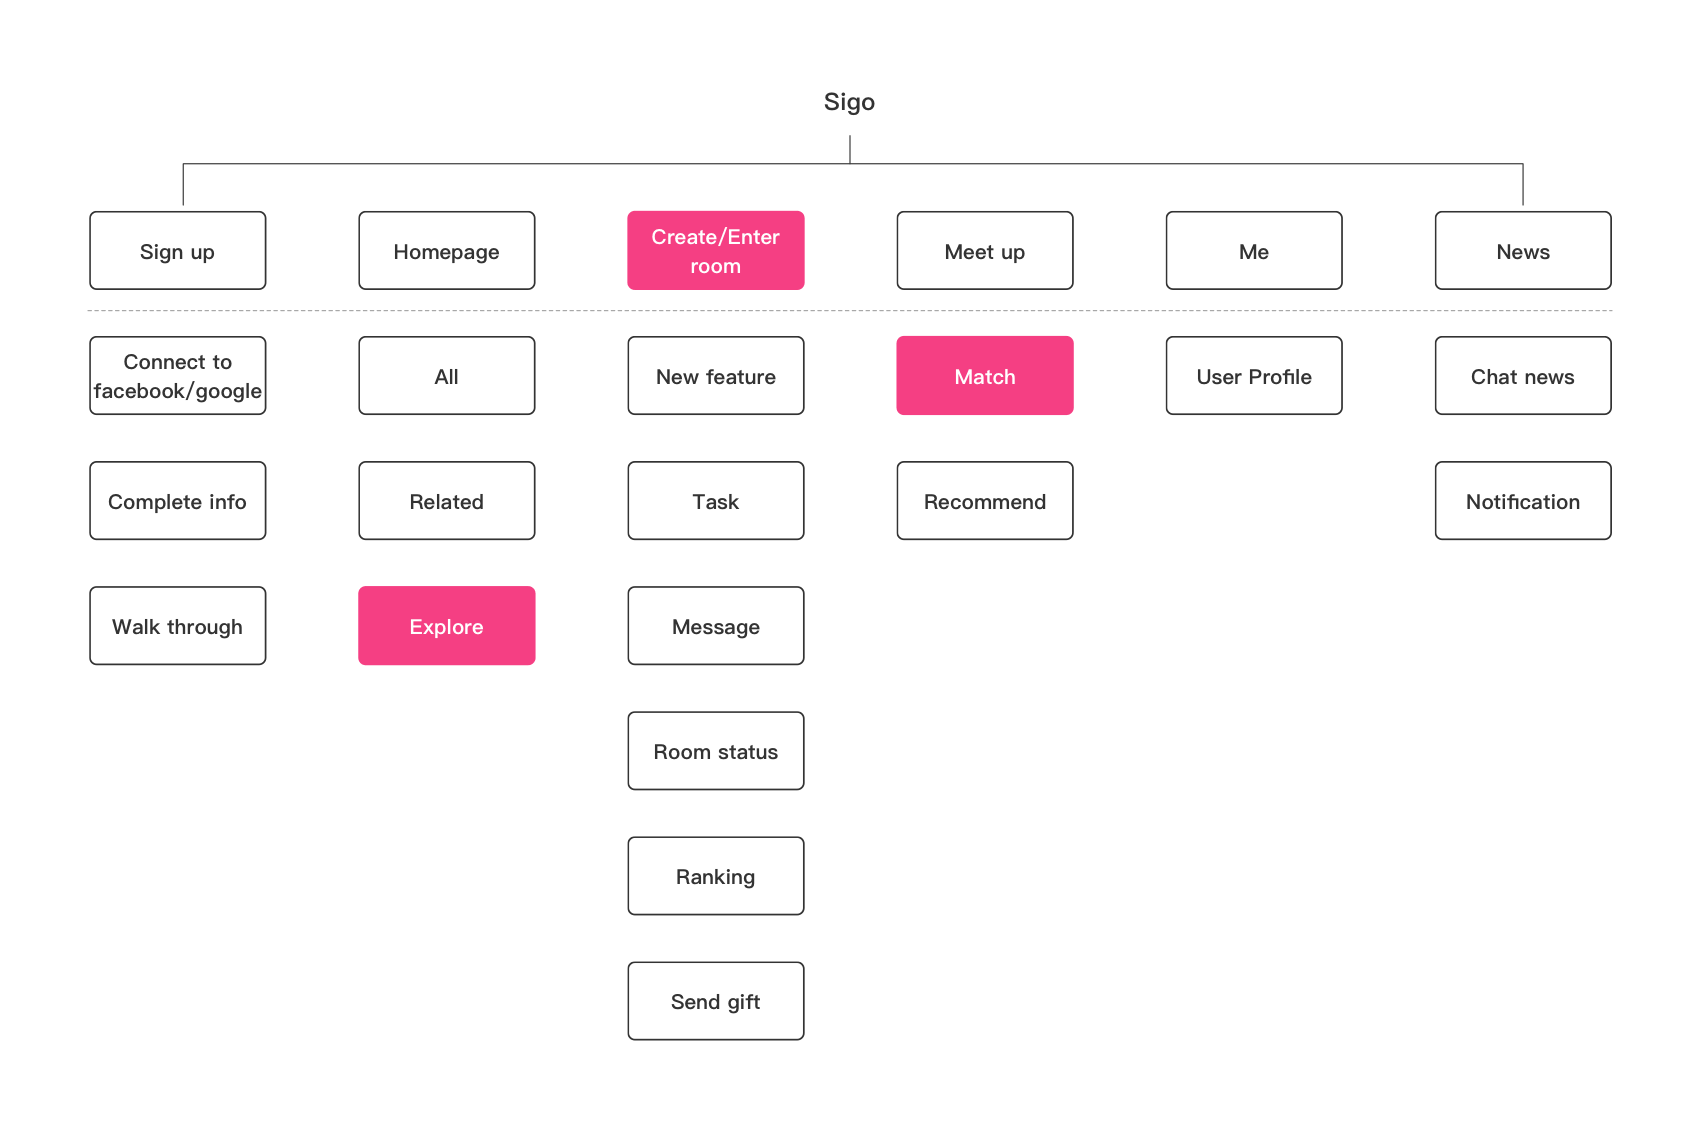 Sigo
Sign up
Homepage
Create/Enter
room
Meet up
Me
News
Connect to
facebook/google
All
New feature
Match
User Profile
Chat news
Complete info
Related
Task
Recommend
Notification
Walk through
Explore
Message
Room status
Ranking
Send gift